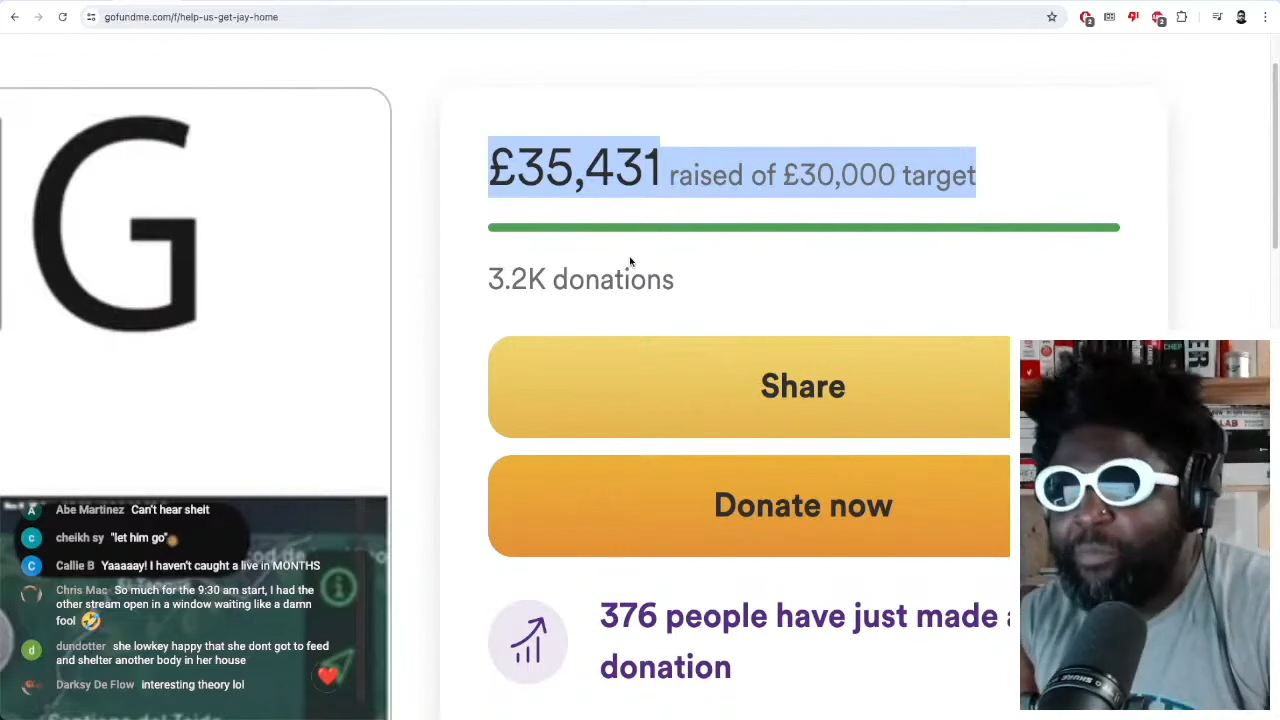 gofundme.com/f/help-us-get-jay-home
G
£35,431 raised of £30,000 target
3.2K donations
Share
Donate now
376 people have just made a
donation
Abe Martinez Can't hear sheit
cheikh sy "let him go"
Callie B Yaaaaay! I haven't caught a live in MONTHS
Chris Mac So much for the 9:30 am start, I had the
other stream open in a window waiting like a damn
fool
dundotter she lowkey happy that she dont got to feed
and shelter another body in her house
Darksy De Flow interesting theory lol